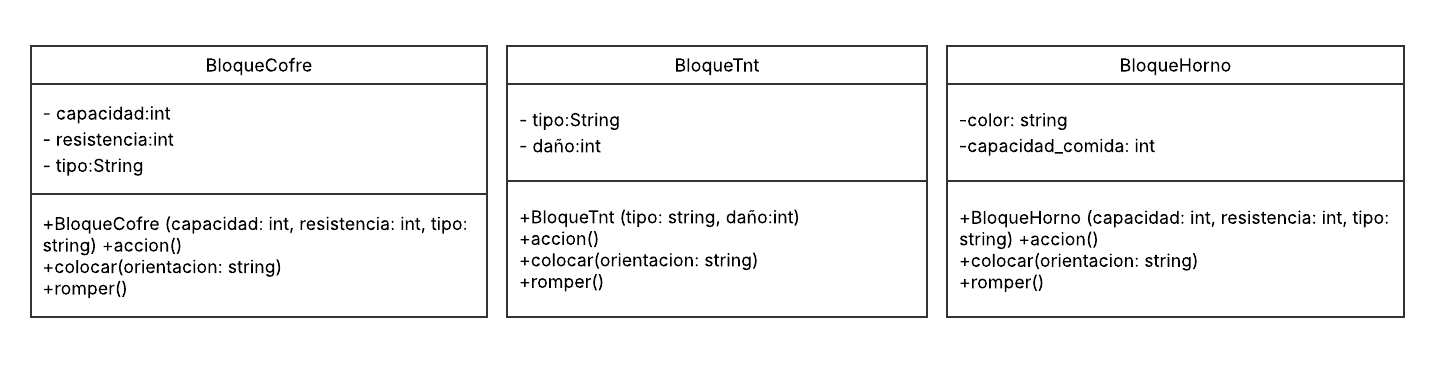 BloqueCofre
- capacidad:int
- resistencia:int
- tipo:String
+BloqueCofre (capacidad: int, resistencia: int, tipo:
string) +accion()
+colocar(orientacion: string)
+romper()
BloqueTnt
- tipo:String
- daño:int
+BloqueTnt (tipo: string, daño:int)
+accion()
+colocar(orientacion: string)
+romper()
BloqueHorno
-color: string
-capacidad_comida: int
+BloqueHorno (capacidad: int, resistencia: int, tipo:
string) +accion()
+colocar(orientacion: string)
+romper()